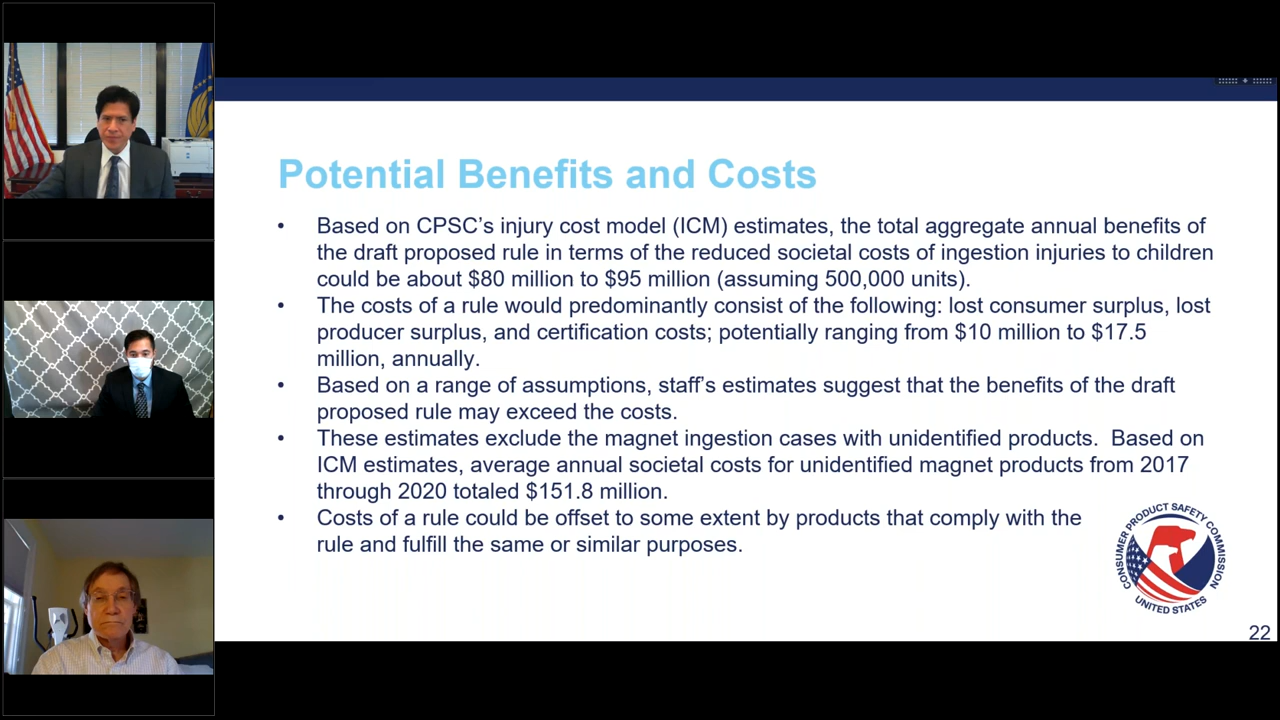 Potential Benefits and Costs
• Based on CPSC's injury cost model (ICM) estimates, the total aggregate annual benefits of
the draft proposed rule in terms of the reduced societal costs of ingestion injuries to children
could be about $80 million to $95 million (assuming 500,000 units).
• The costs of a rule would predominantly consist of the following: lost consumer surplus, lost
producer surplus, and certification costs; potentially ranging from $10 million to $17.5
million, annually.
• Based on a range of assumptions, staff's estimates suggest that the benefits of the draft
proposed rule may exceed the costs.
• These estimates exclude the magnet ingestion cases with unidentified products.  Based on
ICM estimates, average annual societal costs for unidentified magnet products from 2017
through 2020 totaled $151.8 million.
• Costs of a rule could be offset to some extent by products that comply with the
rule and fulfill the same or similar purposes.
CONSUMER PRODUCT SAFETY COMMISSION
UNITED STATES
22